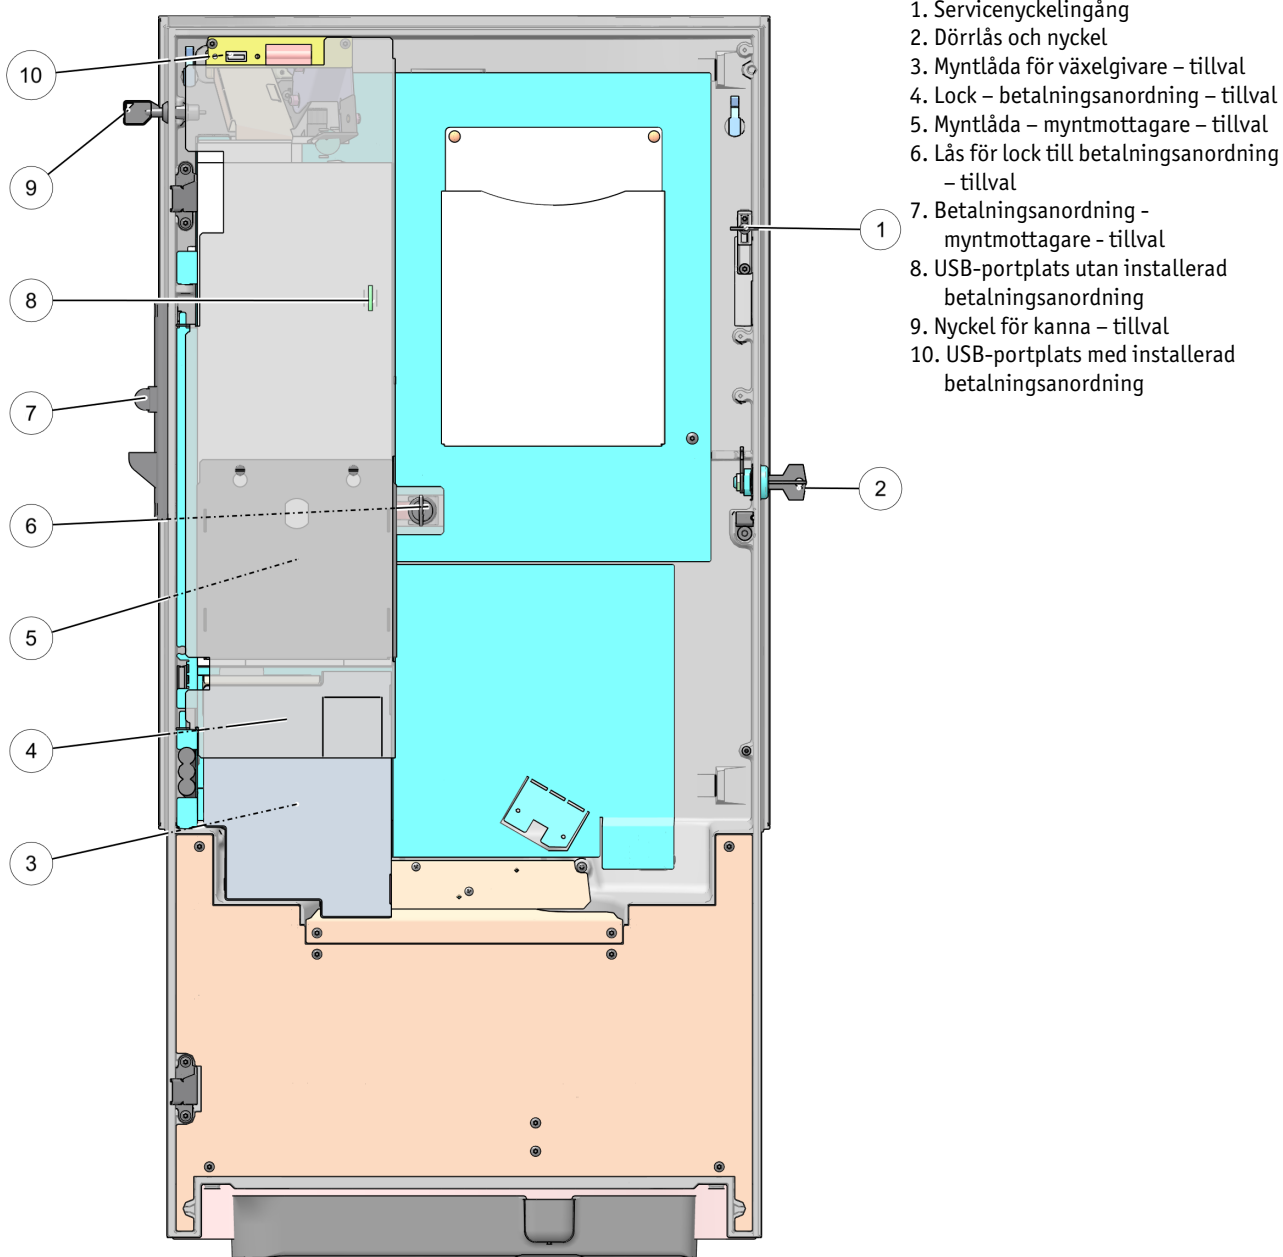 1. Servicenyckelingång
2. Dörrlås och nyckel
3. Myntlåda för växelgivare – tillval
4. Lock – betalningsanordning – tillval
5. Myntlåda – myntmottagare – tillval
6. Lås för lock till betalningsanordning
– tillval
7. Betalningsanordning -
myntmottagare - tillval
8. USB-portplats utan installerad
betalningsanordning
9. Nyckel för kanna – tillval
10. USB-portplats med installerad
betalningsanordning
10
9
1
8
7
2
6
5
4
3